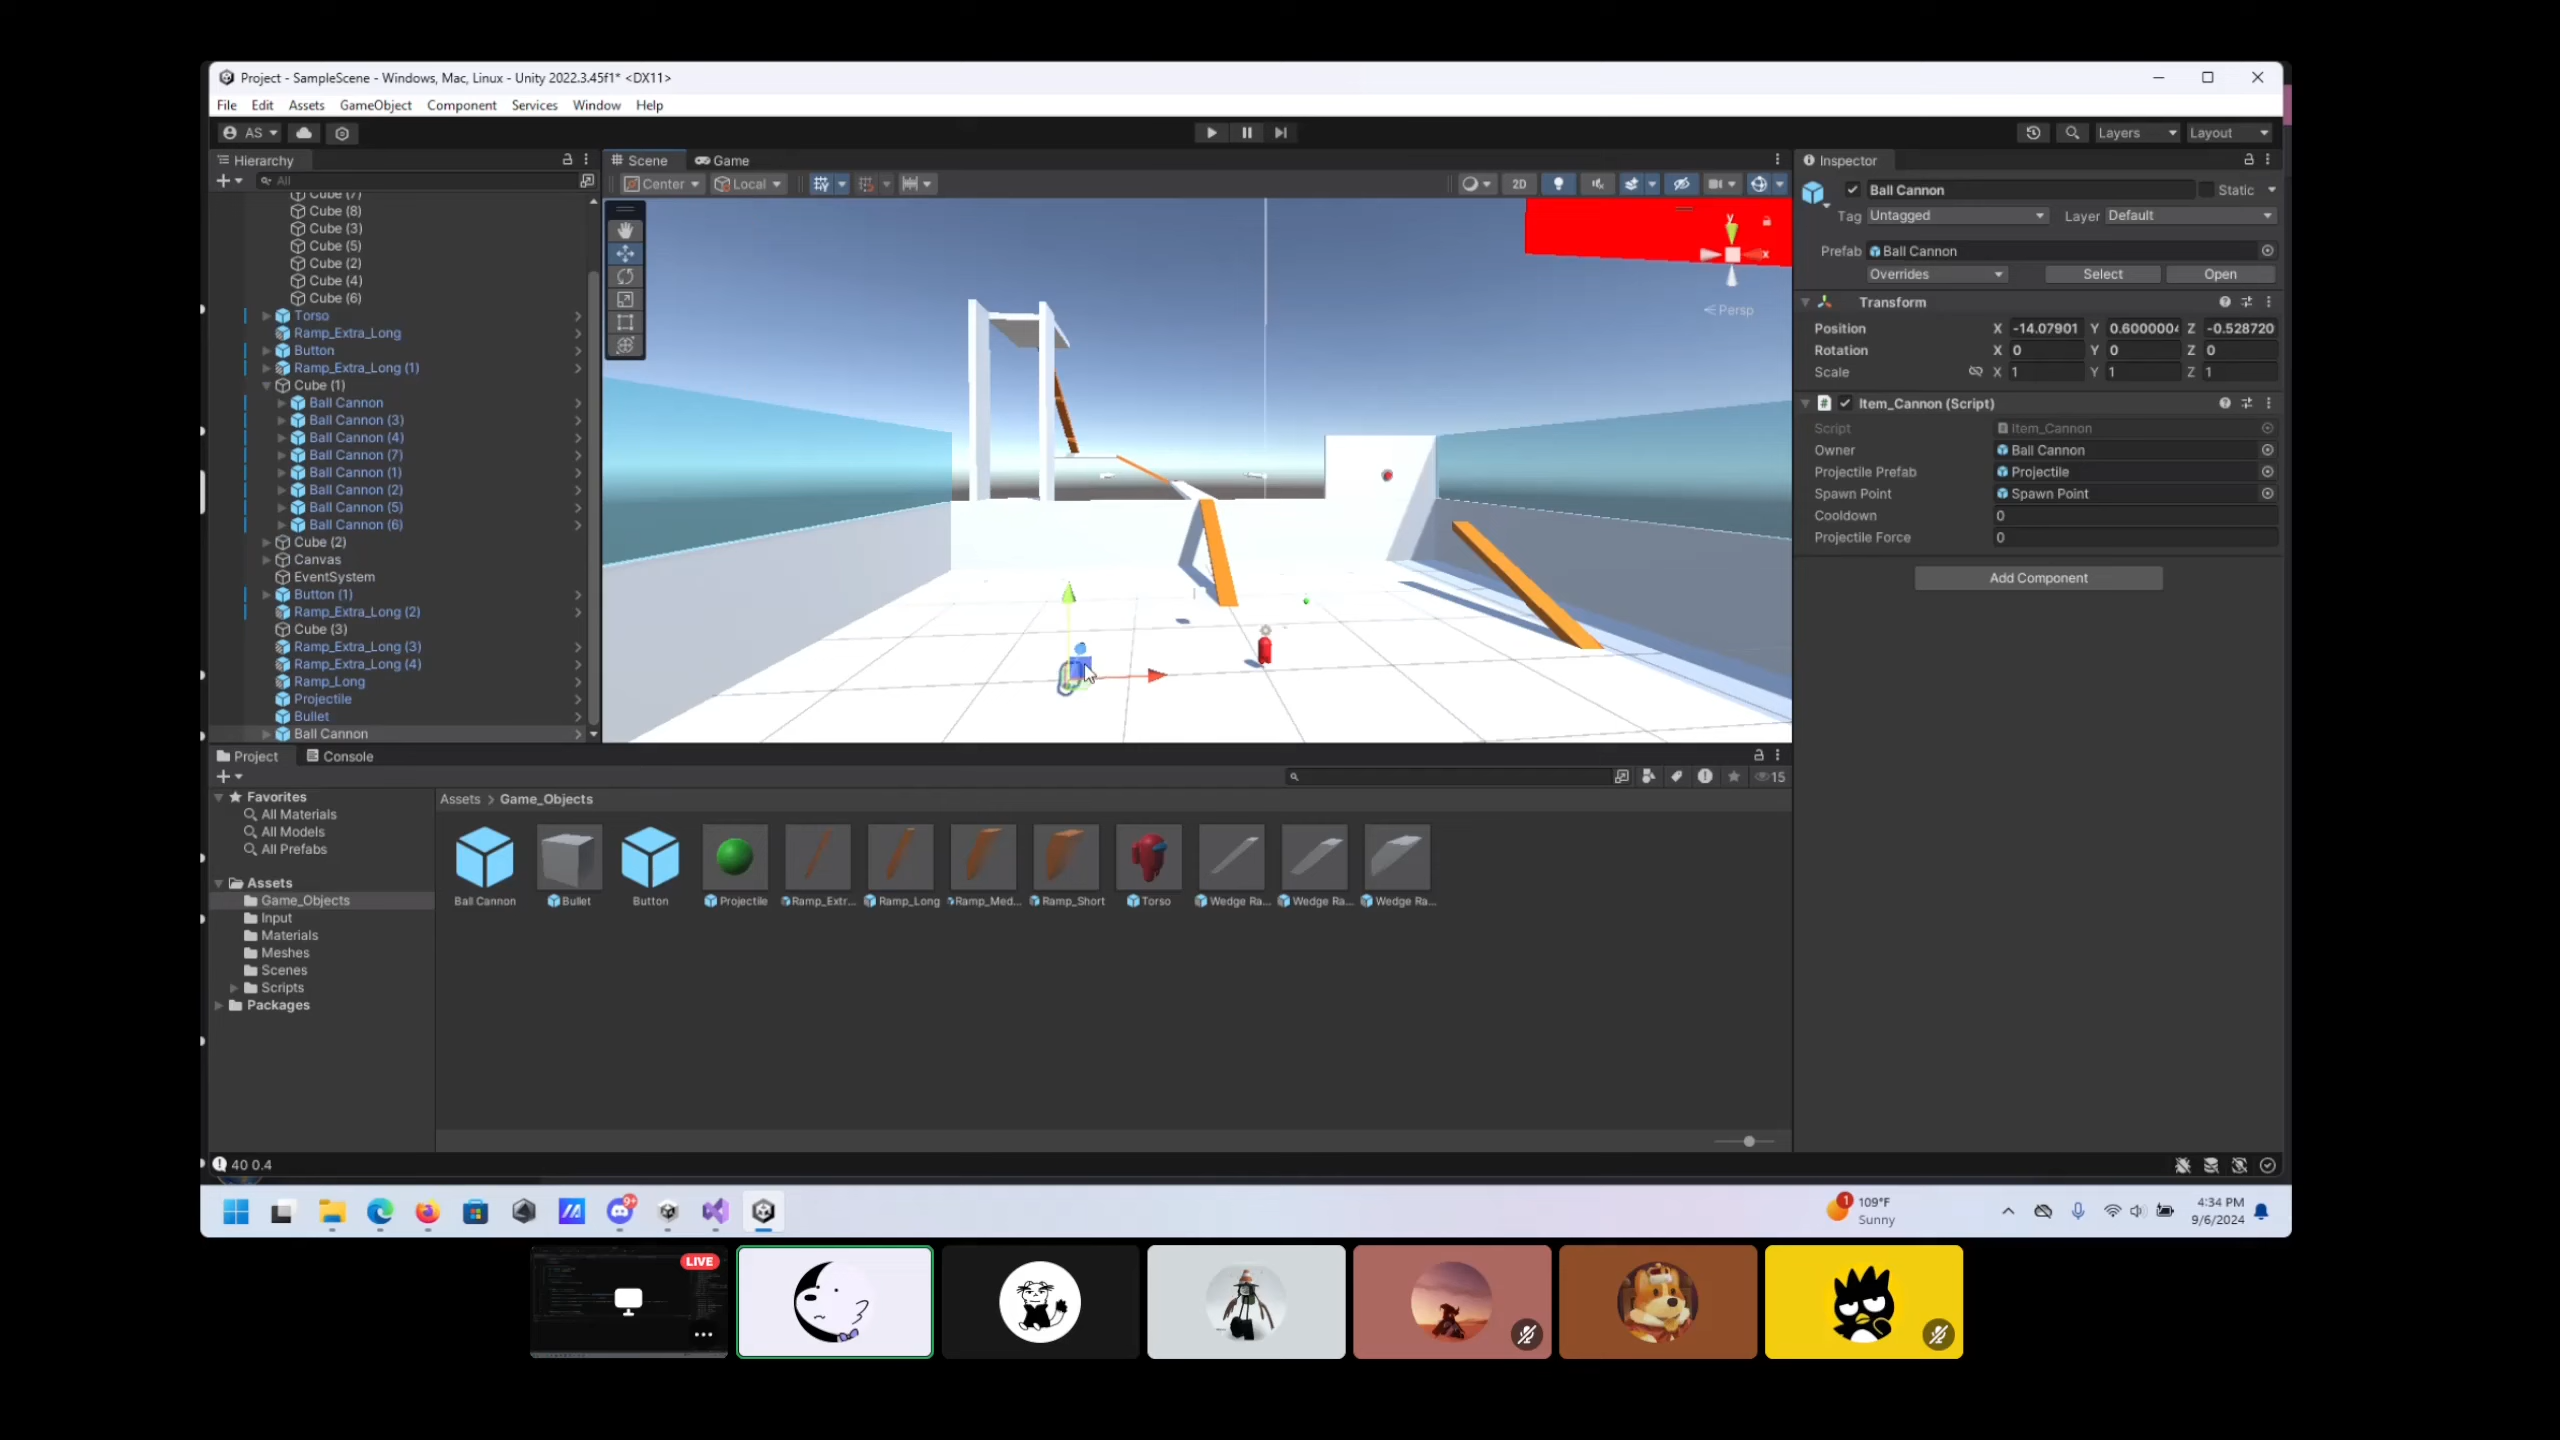 Project - SampleScene - Windows, Mac, Linux - Unity 2022.3.45f1* <DX11>
File Edit Assets GameObject Component Services Window Help
AS
Layers Layout
Hierarchy
All
Cube (7)
Cube (8)
Cube (3)
Cube (5)
Cube (2)
Cube (4)
Cube (6)
Torso
Ramp_Extra_Long
Button
Ramp_Extra_Long (1)
Cube (1)
Ball Cannon
Ball Cannon (3)
Ball Cannon (4)
Ball Cannon (7)
Ball Cannon (1)
Ball Cannon (2)
Ball Cannon (5)
Ball Cannon (6)
Cube (2)
Canvas
EventSystem
Button (1)
Ramp_Extra_Long (2)
Cube (3)
Ramp_Extra_Long (3)
Ramp_Extra_Long (4)
Ramp_Long
Projectile
Bullet
Ball Cannon
Scene Game
Center Local
2D
y
x
Persp
Inspector
Ball Cannon Static
Tag Untagged Layer Default
Prefab Ball Cannon
Overrides Select Open
Transform
Position X -14.07901 Y 0.6000004 Z -0.528720
Rotation X 0 Y 0 Z 0
Scale X 1 Y 1 Z 1
Item_Cannon (Script)
Script Item_Cannon
Owner Ball Cannon
Projectile Prefab Projectile
Spawn Point Spawn Point
Cooldown 0
Projectile Force 0
Add Component
Project Console
15
Favorites
All Materials
All Models
All Prefabs
Assets
Game_Objects
Input
Materials
Meshes
Scenes
Scripts
Packages
Assets > Game_Objects
Ball Cannon Bullet Button Projectile Ramp_Extr... Ramp_Long Ramp_Med... Ramp_Short Torso Wedge Ra... Wedge Ra... Wedge Ra...
40 0.4
9+
1
109°F
Sunny
4:34 PM
9/6/2024
LIVE